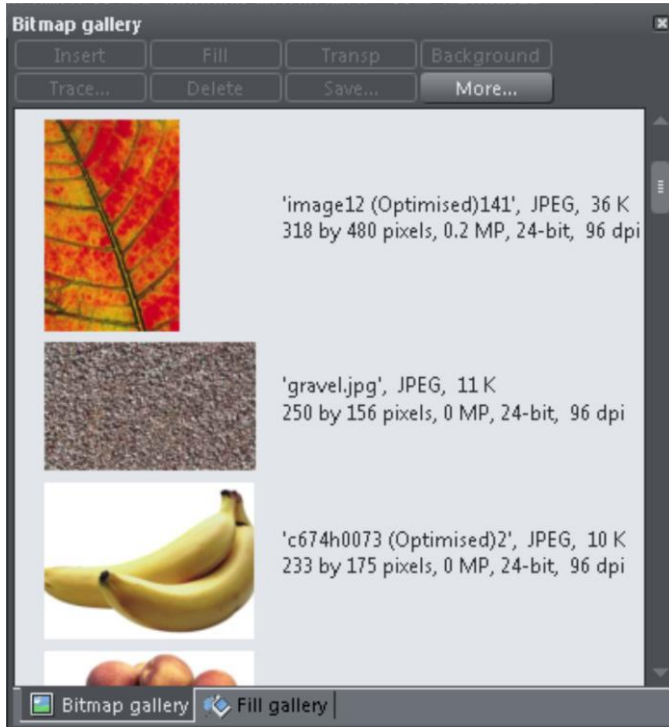 Bitmap gallery
Insert Fill Transp Background
Trace... Delete Save... More...
'image12 (Optimised)141', JPEG, 36 K
318 by 480 pixels, 0.2 MP, 24-bit, 96 dpi
'gravel.jpg', JPEG, 11 K
250 by 156 pixels, 0 MP, 24-bit, 96 dpi
'c674h0073 (Optimised)2', JPEG, 10 K
233 by 175 pixels, 0 MP, 24-bit, 96 dpi
Bitmap gallery Fill gallery